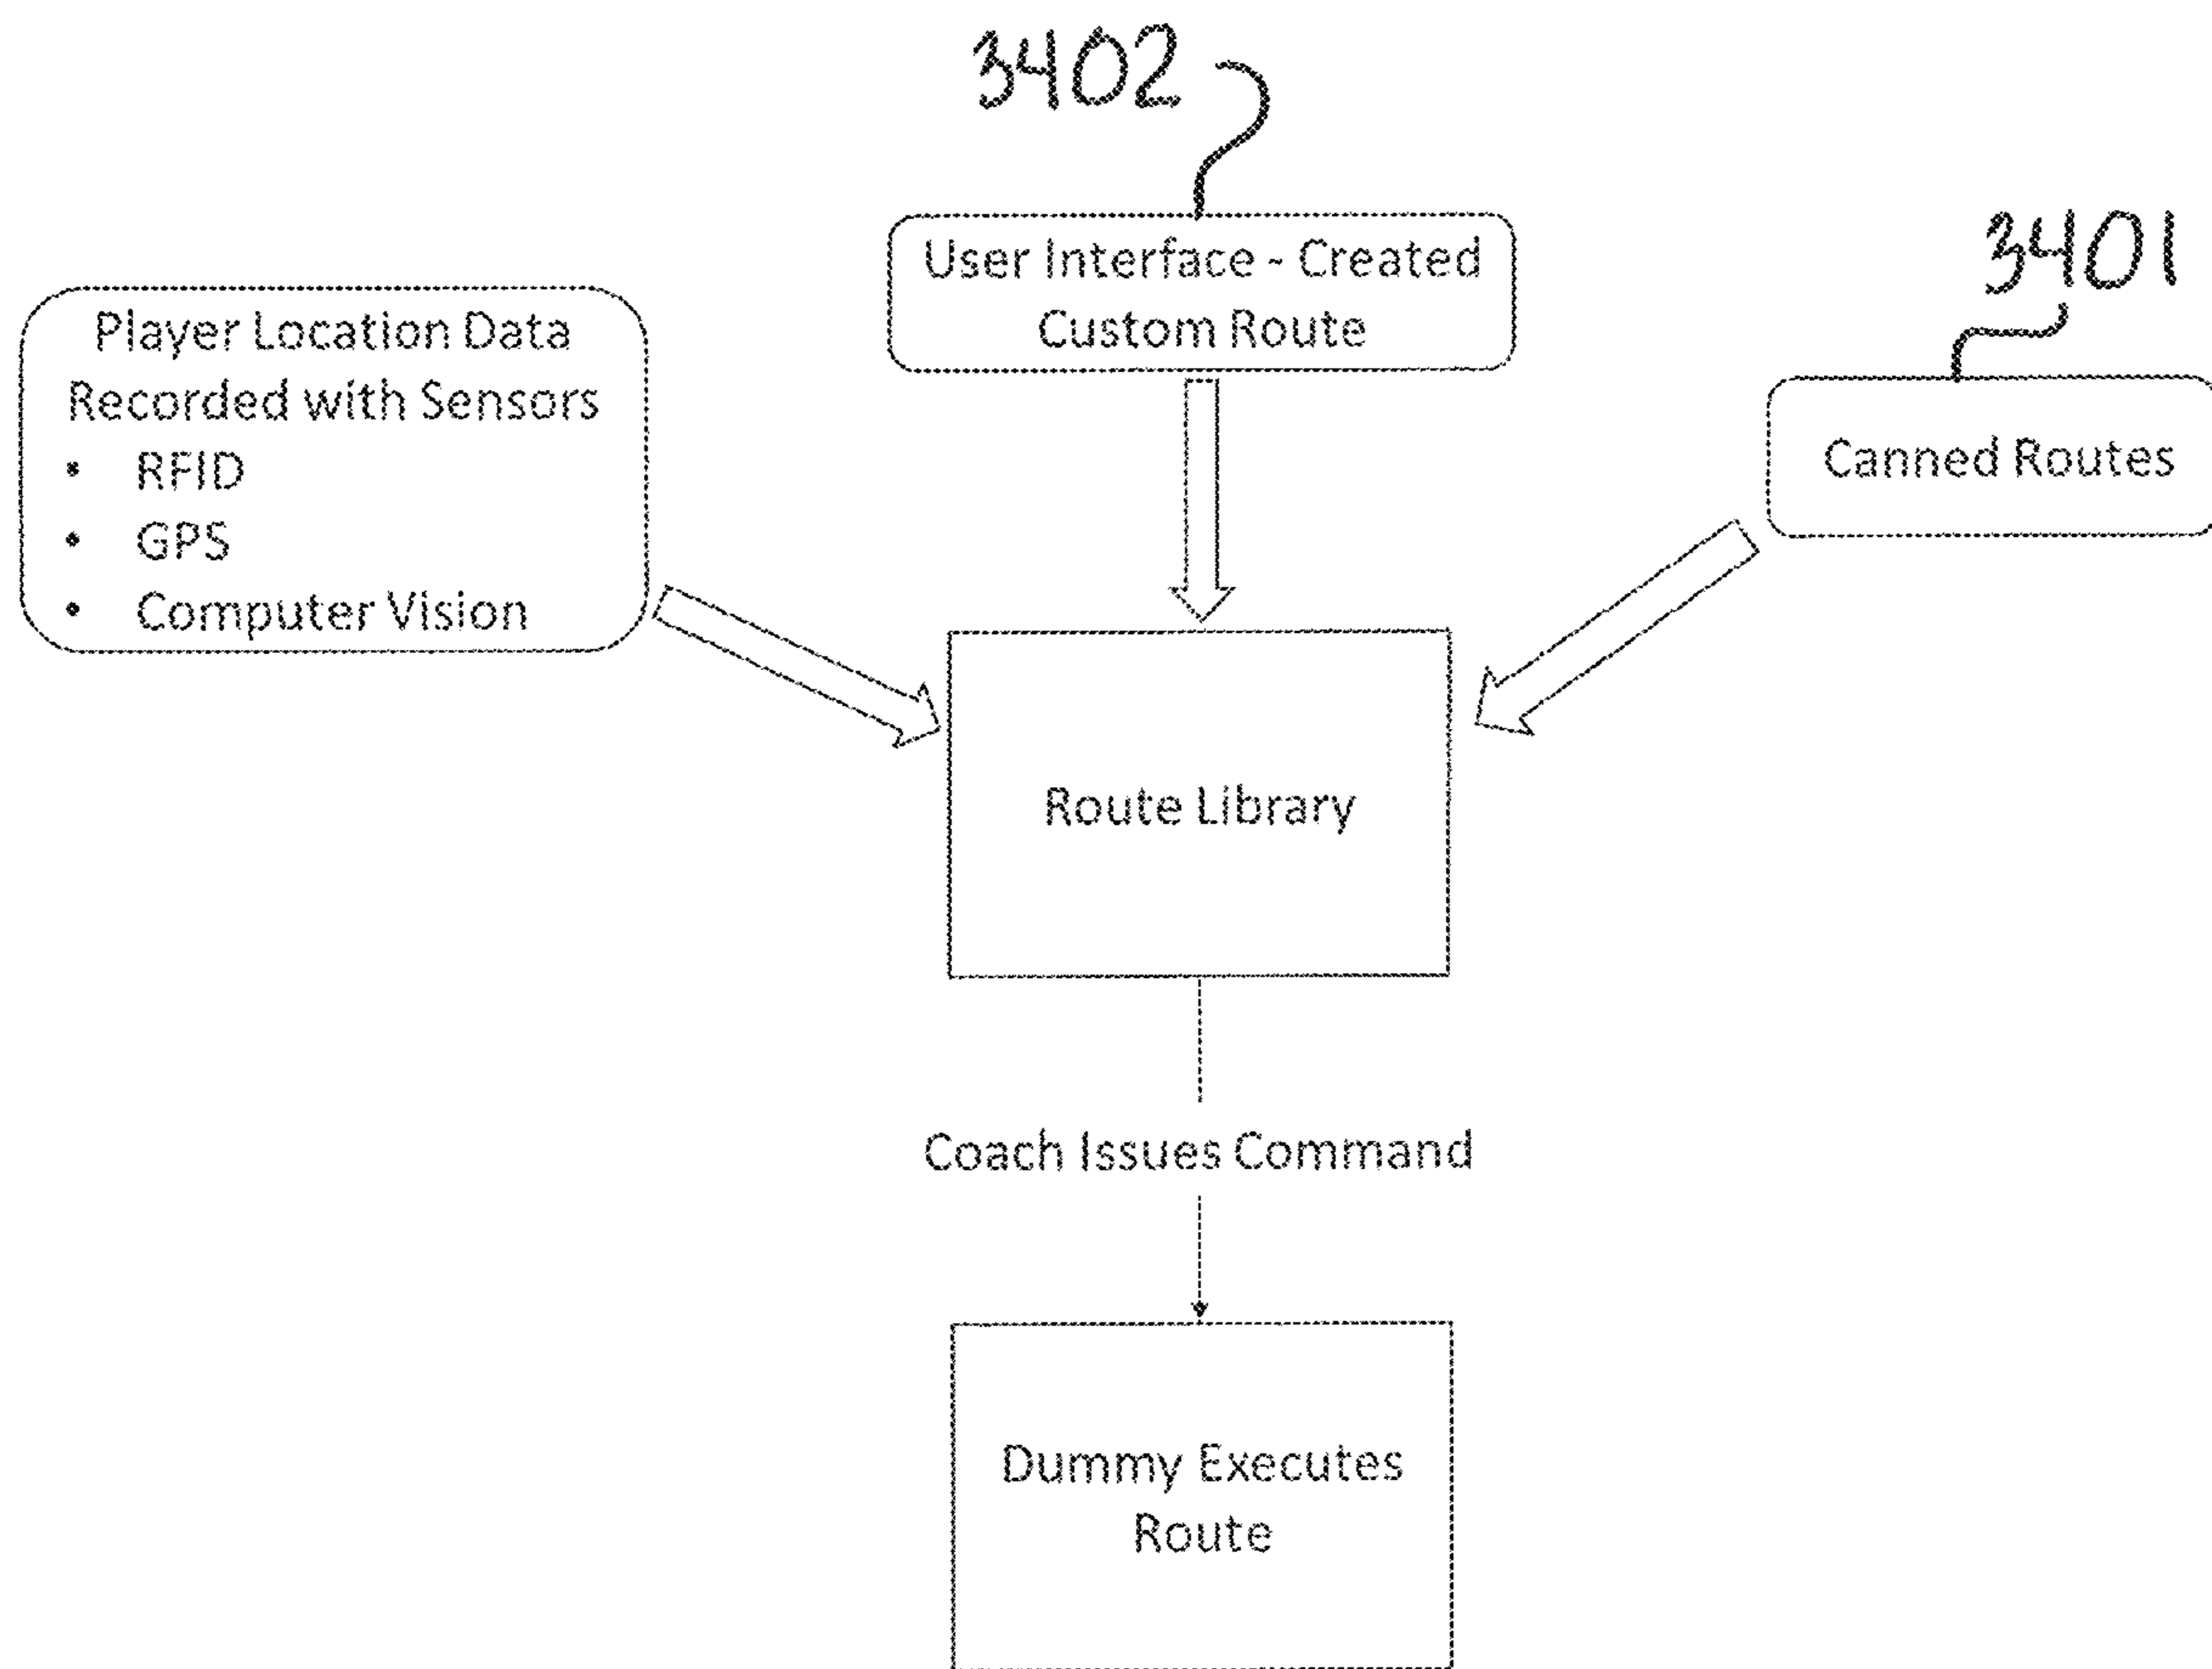 3402
User Interface - Created
Custom Route
3401
Canned Routes
Player Location Data
Recorded with Sensors
• RFID
• GPS
• Computer Vision
Route Library
Coach Issues Command
Dummy Executes
Route